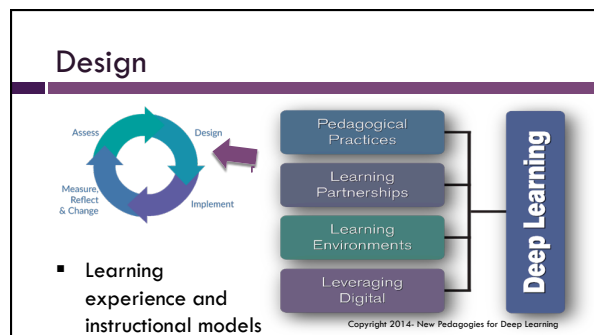 Design
Assess
Design
Measure,
Reflect
& Change
Implement
Pedagogical
Practices
Learning
Partnerships
Learning
Environments
Leveraging
Digital
Deep Learning
▪ Learning
experience and
instructional models
Copyright 2014- New Pedagogies for Deep Learning